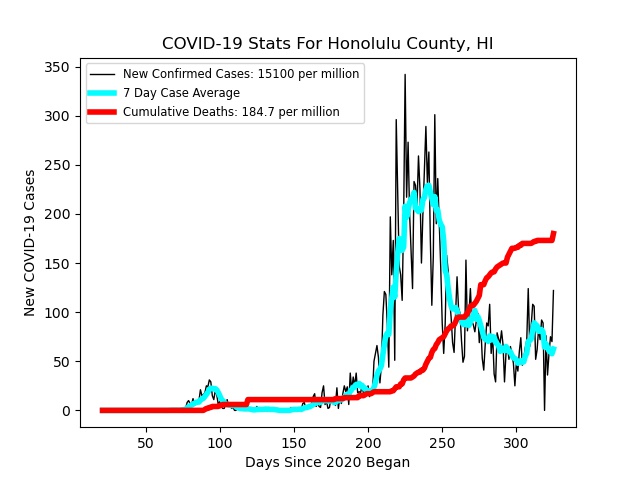 COVID-19 Stats For Honolulu County, HI
New Confirmed Cases: 15100 per million
7 Day Case Average
Cumulative Deaths: 184.7 per million
New COVID-19 Cases
350
300
250
200
150
100
50
0
50 100 150 200 250 300
Days Since 2020 Began